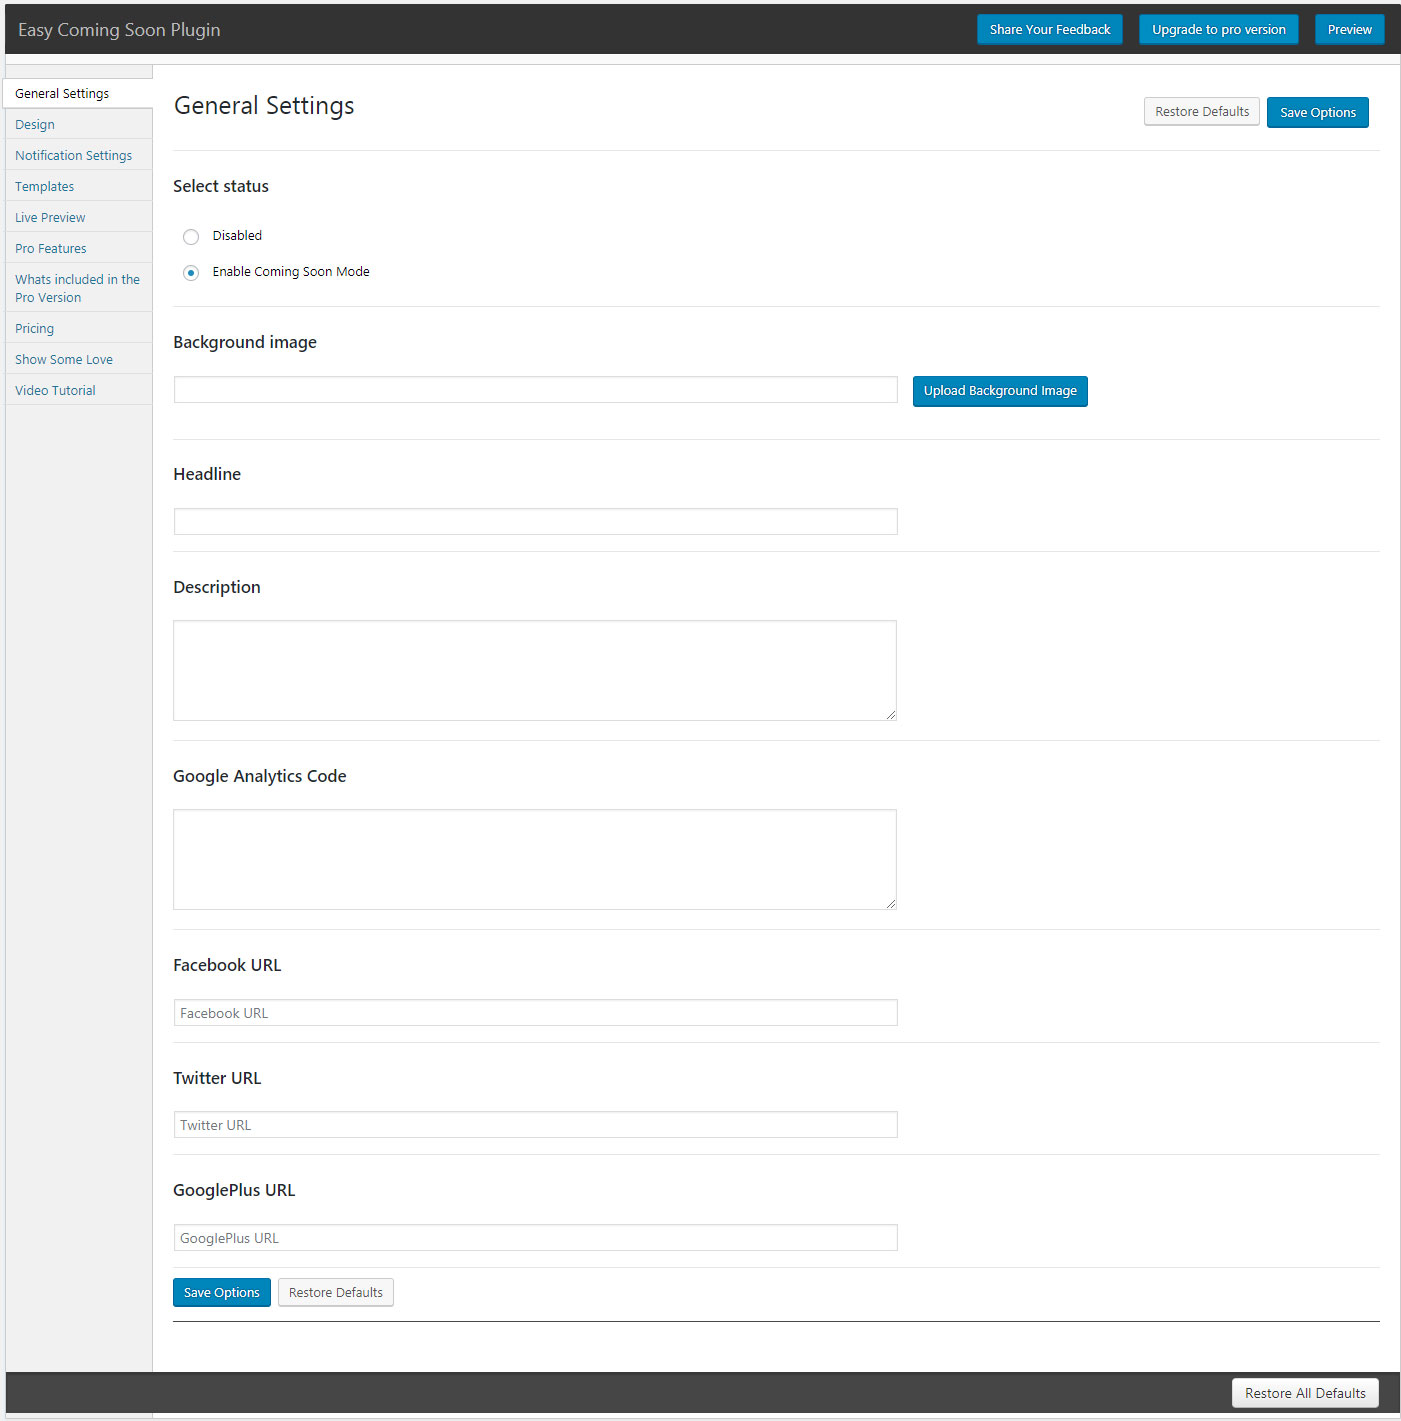 Easy Coming Soon Plugin
Share Your Feedback
Upgrade to pro version
Preview
General Settings
Design
Notification Settings
Templates
Live Preview
Pro Features
Whats included in the
Pro Version
Pricing
Show Some Love
Video Tutorial
General Settings
Restore Defaults
Save Options
Select status
Disabled
Enable Coming Soon Mode
Background image
Upload Background Image
Headline
Description
Google Analytics Code
Facebook URL
Facebook URL
Twitter URL
Twitter URL
GooglePlus URL
GooglePlus URL
Save Options
Restore Defaults
Restore All Defaults